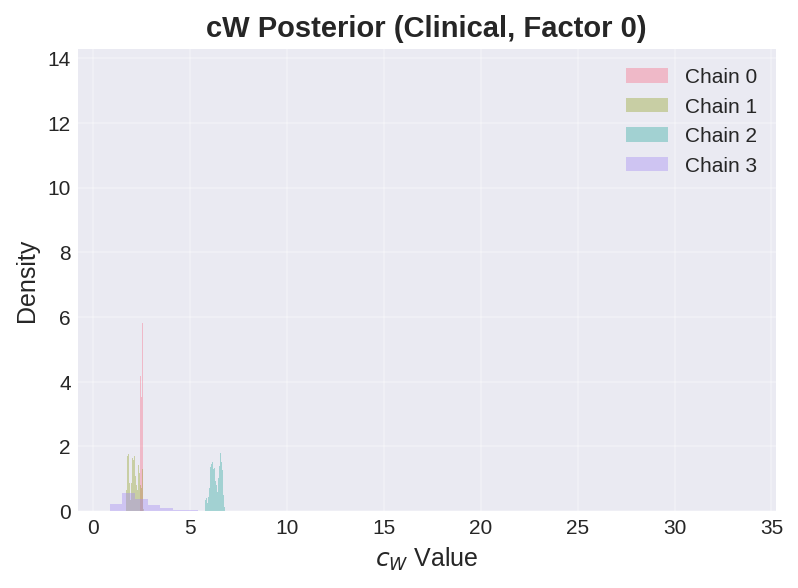 cW Posterior (Clinical, Factor 0)
14
12
10
8
6
4
2
0
Density
Chain 0
Chain 1
Chain 2
Chain 3
0 5 10 15 20 25 30 35
c_W Value